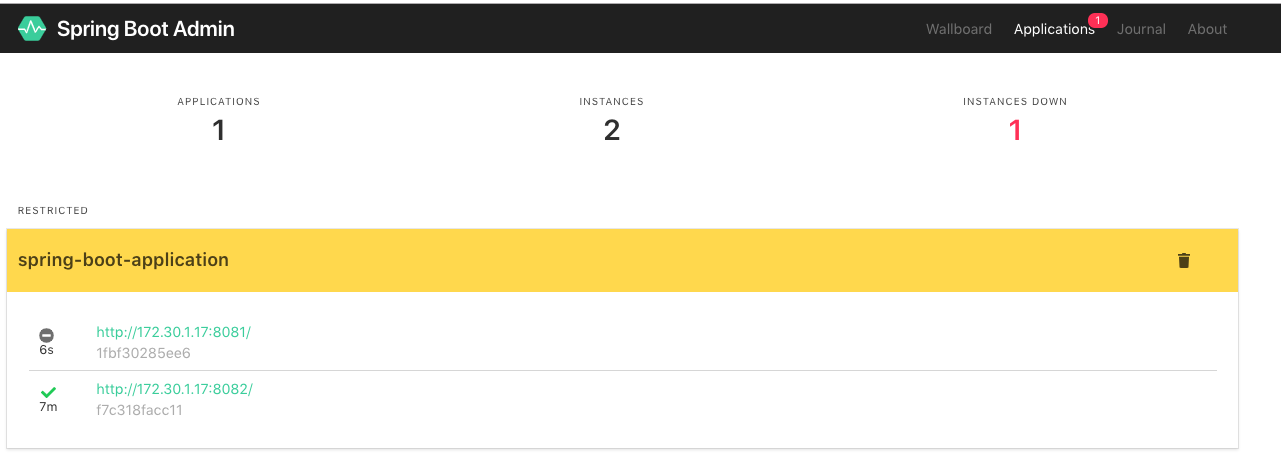 Spring Boot Admin
Wallboard Applications 1 Journal About
APPLICATIONS INSTANCES INSTANCES DOWN
1 2 1
RESTRICTED
spring-boot-application
http://172.30.1.17:8081/
6s 1fbf30285ee6
http://172.30.1.17:8082/
7m f7c318facc11